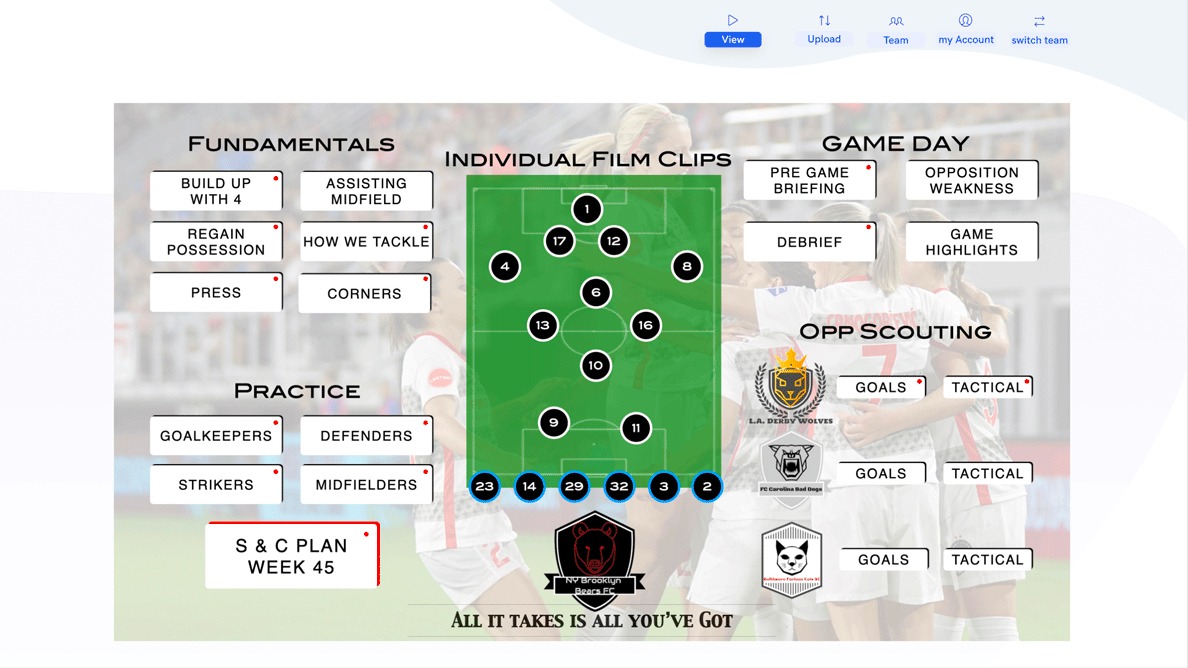 View
Upload
Team
my Account
switch team
FUNDAMENTALS
BUILD UP
WITH 4
ASSISTING
MIDFIELD
REGAIN
POSSESSION
HOW WE TACKLE
PRESS
CORNERS
PRACTICE
GOALKEEPERS
DEFENDERS
STRIKERS
MIDFIELDERS
S & C PLAN
WEEK 45
INDIVIDUAL FILM CLIPS
1
17
12
4
8
6
13
16
10
9
11
23
14
29
32
3
2
NY Brooklyn
Bears FC
ALL IT TAKES IS ALL YOU'VE GOT
GAME DAY
PRE GAME
BRIEFING
OPPOSITION
WEAKNESS
DEBRIEF
GAME
HIGHLIGHTS
OPP SCOUTING
L.A. DERBY WOLVES
GOALS
TACTICAL
FC Carolina Bad Dogs
GOALS
TACTICAL
GOALS
TACTICAL
7
2